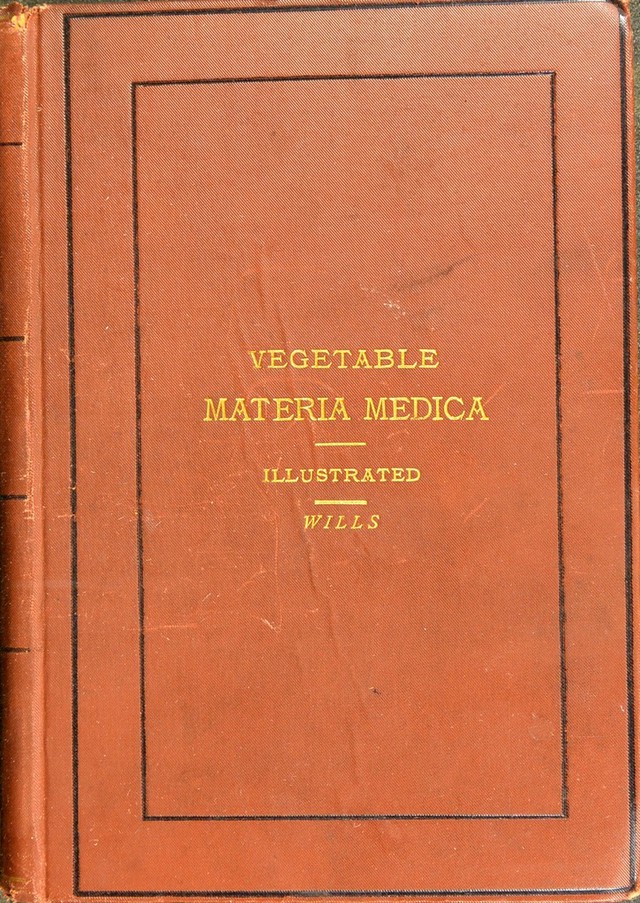 VEGETABLE
MATERIA MEDICA
ILLUSTRATED
WILLS